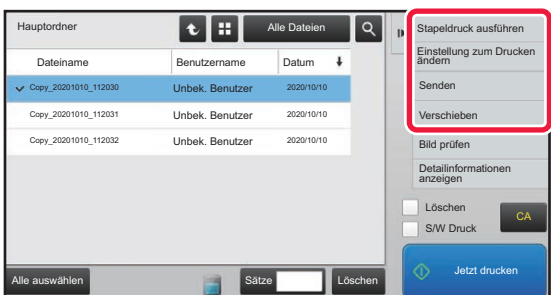 Hauptordner
Alle Dateien
Dateiname Benutzername Datum
Copy_20201010_112030 Unbek. Benutzer 2020/10/10
Copy_20201010_112031 Unbek. Benutzer 2020/10/10
Copy_20201010_112032 Unbek. Benutzer 2020/10/10
Alle auswählen
Sätze
Löschen
Stapeldruck ausführen
Einstellung zum Drucken
ändern
Senden
Verschieben
Bild prüfen
Detailinformationen
anzeigen
Löschen
S/W Druck
CA
Jetzt drucken